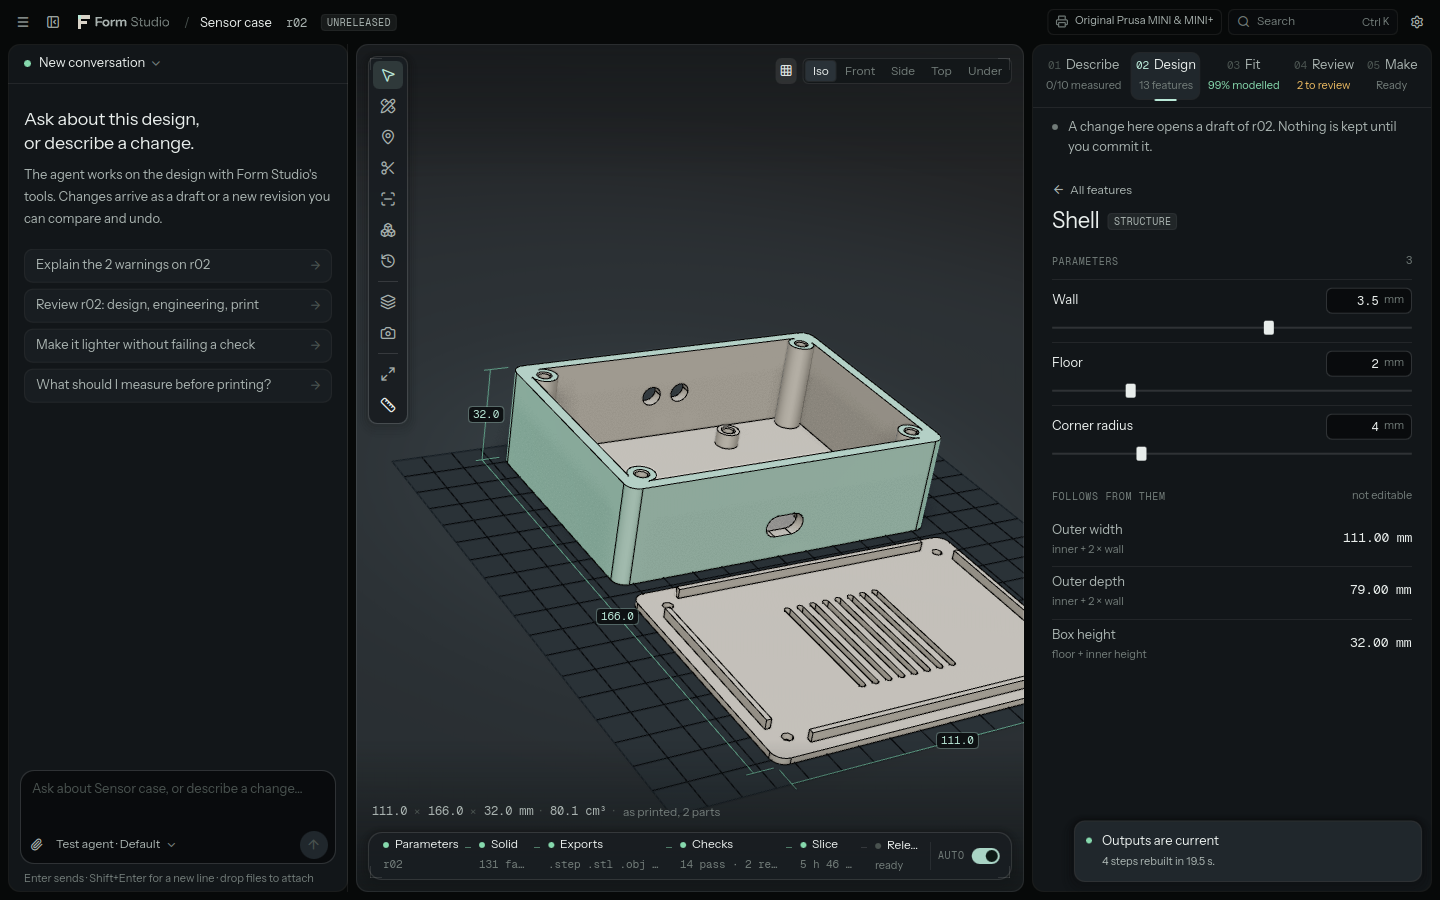 Form Studio / Sensor case r02 UNRELEASED
Original Prusa MINI & MINI+
Search Ctrl K
New conversation
Ask about this design,
or describe a change.
The agent works on the design with Form Studio's
tools. Changes arrive as a draft or a new revision you
can compare and undo.
Explain the 2 warnings on r02
Review r02: design, engineering, print
Make it lighter without failing a check
What should I measure before printing?
Ask about Sensor case, or describe a change...
Test agent · Default
Enter sends · Shift+Enter for a new line · drop files to attach
Iso Front Side Top Under
32.0
166.0
111.0
111.0 × 166.0 × 32.0 mm · 80.1 cm³ · as printed, 2 parts
Parameters Solid Exports Checks Slice Rele...
r02 131 fa... .step .stl .obj ... 14 pass · 2 re... 5 h 46 ... ready
AUTO
01 Describe 02 Design 03 Fit 04 Review 05 Make
0/10 measured 13 features 99% modelled 2 to review Ready
A change here opens a draft of r02. Nothing is kept until
you commit it.
All features
Shell STRUCTURE
PARAMETERS 3
Wall 3.5 mm
Floor 2 mm
Corner radius 4 mm
FOLLOWS FROM THEM not editable
Outer width 111.00 mm
inner + 2 × wall
Outer depth 79.00 mm
inner + 2 × wall
Box height 32.00 mm
floor + inner height
Outputs are current
4 steps rebuilt in 19.5 s.